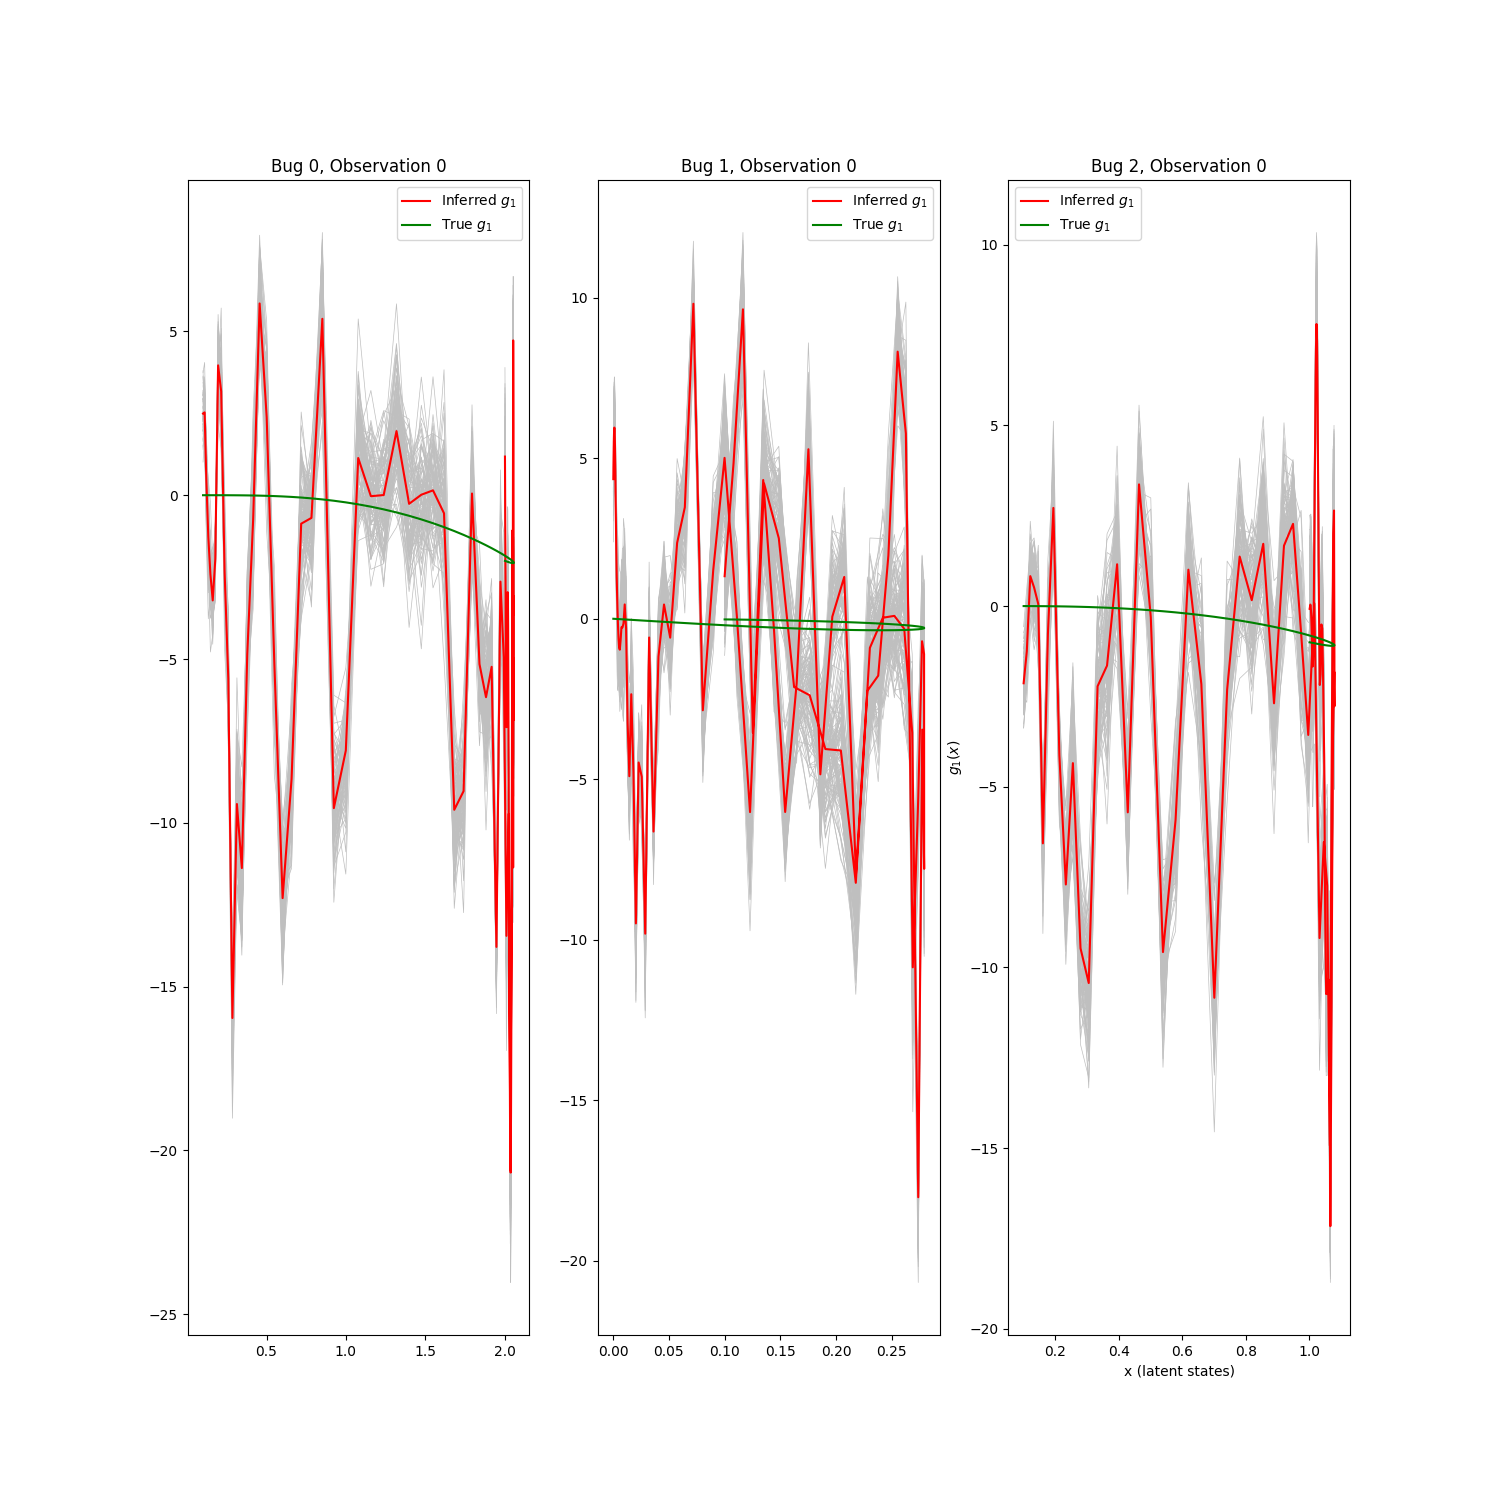 Bug 0, Observation 0
Inferred g₁
True g₁
5
0
−5
−10
−15
−20
−25
0.5 1.0 1.5 2.0
Bug 1, Observation 0
Inferred g₁
True g₁
10
5
0
−5
−10
−15
−20
0.00 0.05 0.10 0.15 0.20 0.25
Bug 2, Observation 0
Inferred g₁
True g₁
g₁(x)
10
5
0
−5
−10
−15
−20
0.2 0.4 0.6 0.8 1.0
x (latent states)